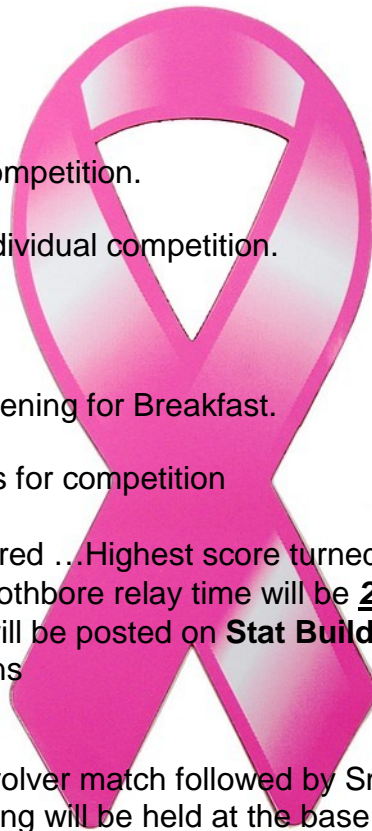 ompetition.
dividual competition.
ening for Breakfast.
s for competition
red …Highest score turned
othbore relay time will be 2
ill be posted on Stat Build
ns
volver match followed by Sm
ng will be held at the base